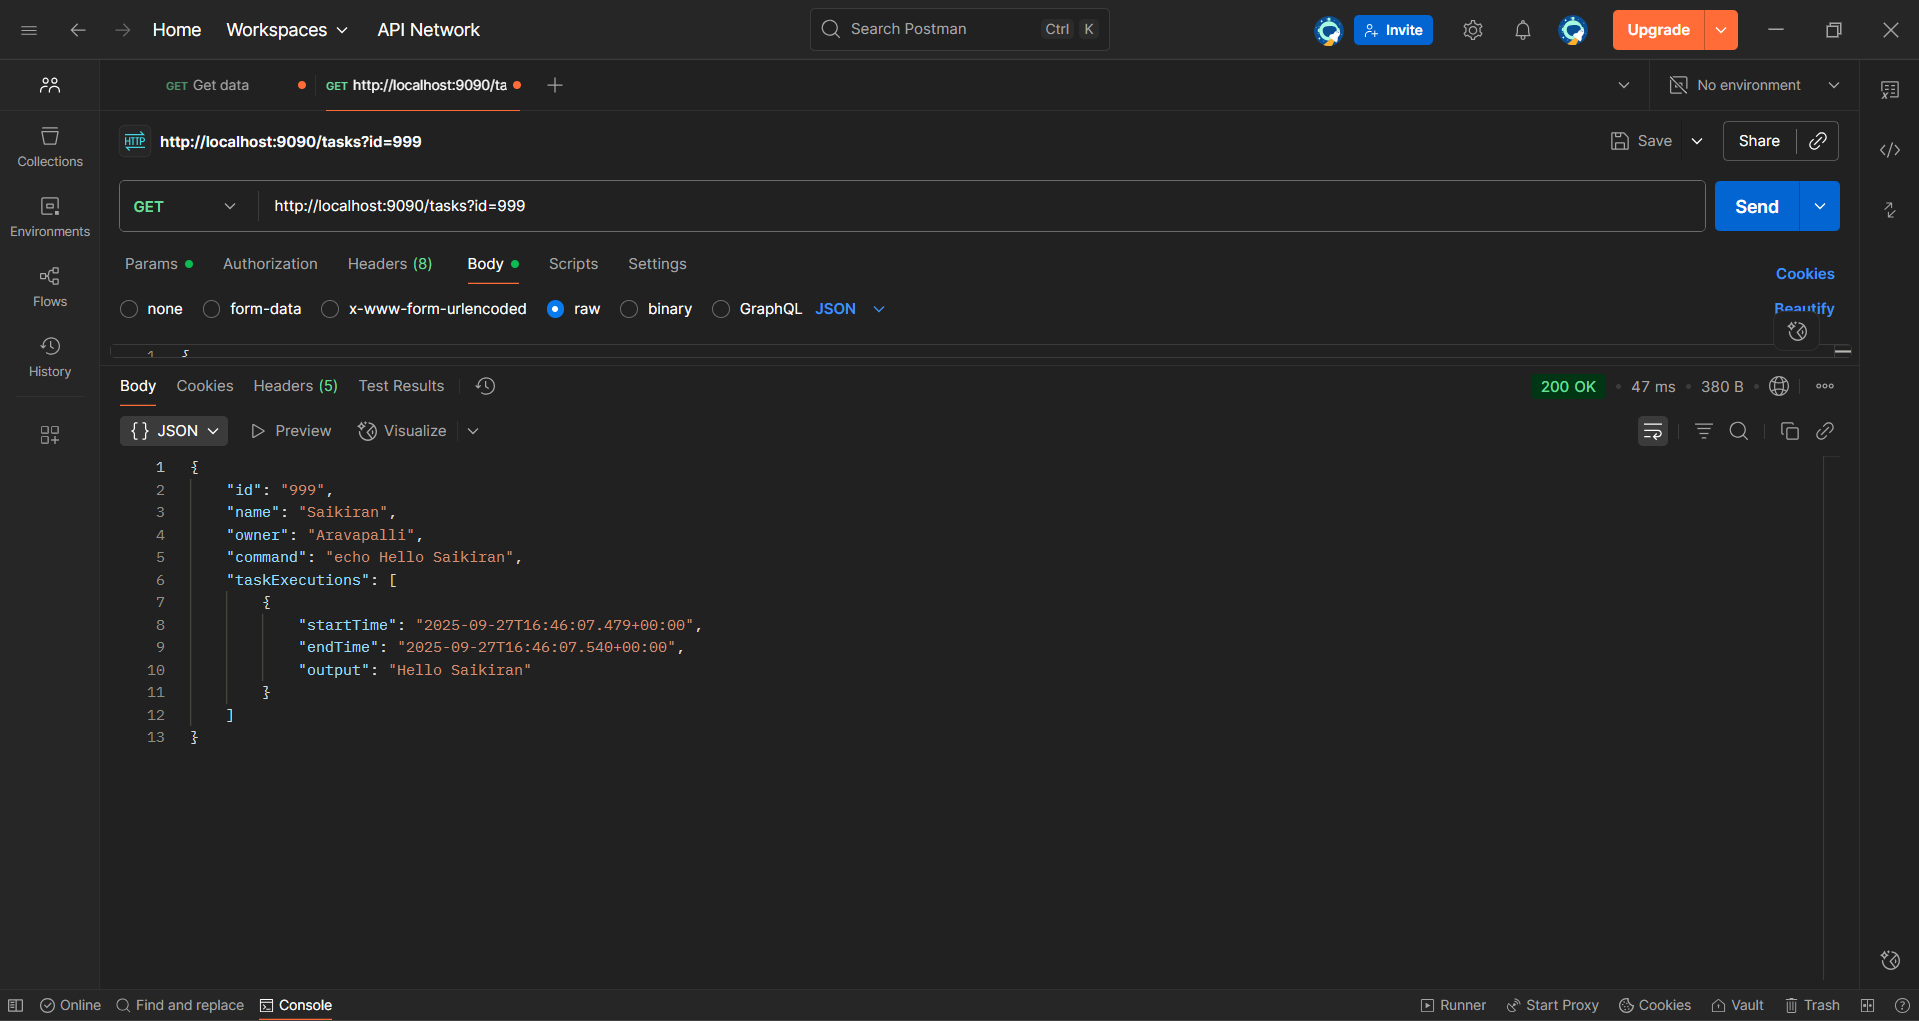 Home Workspaces API Network Search Postman Ctrl K Invite Upgrade
GET Get data GET http://localhost:9090/ta No environment
HTTP http://localhost:9090/tasks?id=999 Save Share
Collections
GET http://localhost:9090/tasks?id=999 Send
Environments
Params Authorization Headers (8) Body Scripts Settings Cookies
Flows
none form-data x-www-form-urlencoded raw binary GraphQL JSON Beautify
1 {
History
Body Cookies Headers (5) Test Results 200 OK • 47 ms • 380 B •
{} JSON Preview Visualize
1 {
2 "id": "999",
3 "name": "Saikiran",
4 "owner": "Aravapalli",
5 "command": "echo Hello Saikiran",
6 "taskExecutions": [
7 {
8 "startTime": "2025-09-27T16:46:07.479+00:00",
9 "endTime": "2025-09-27T16:46:07.540+00:00",
10 "output": "Hello Saikiran"
11 }
12 ]
13 }
Online Find and replace Console Runner Start Proxy Cookies Vault Trash